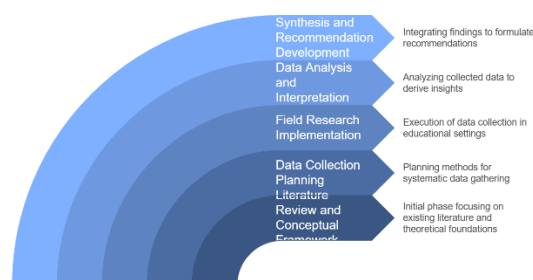 Synthesis and
Recommendation
Development
Integrating findings to formulate
recommendations
Data Analysis
and
Interpretation
Analyzing collected data to
derive insights
Field Research
Implementation
Execution of data collection in
educational settings
Data Collection
Planning
Planning methods for
systematic data gathering
Literature
Review and
Conceptual
Framework
Initial phase focusing on
existing literature and
theoretical foundations